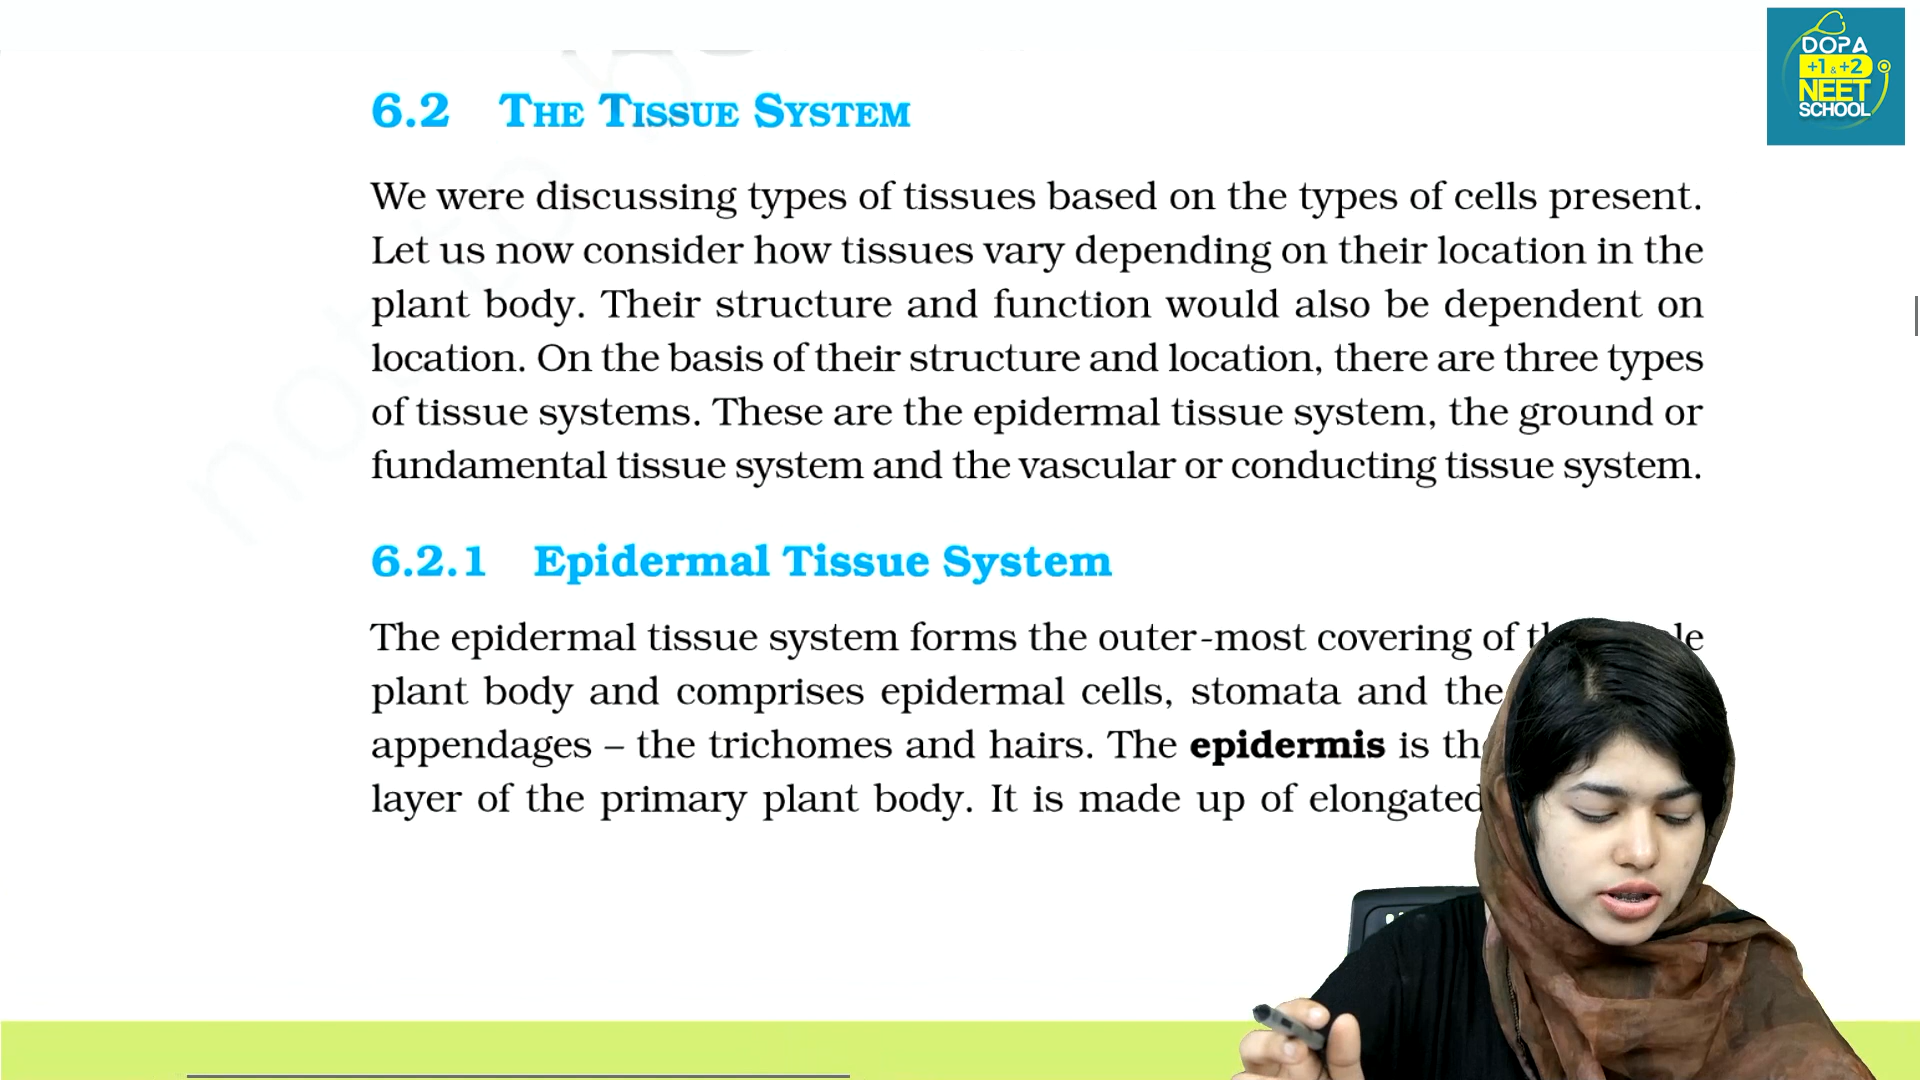 DOPA
+1 & +2
NEET
SCHOOL
6.2 THE TISSUE SYSTEM
We were discussing types of tissues based on the types of cells present.
Let us now consider how tissues vary depending on their location in the
plant body. Their structure and function would also be dependent on
location. On the basis of their structure and location, there are three types
of tissue systems. These are the epidermal tissue system, the ground or
fundamental tissue system and the vascular or conducting tissue system.
6.2.1 Epidermal Tissue System
The epidermal tissue system forms the outer-most covering of
plant body and comprises epidermal cells, stomata and the
appendages – the trichomes and hairs. The epidermis is
layer of the primary plant body. It is made up of elongated